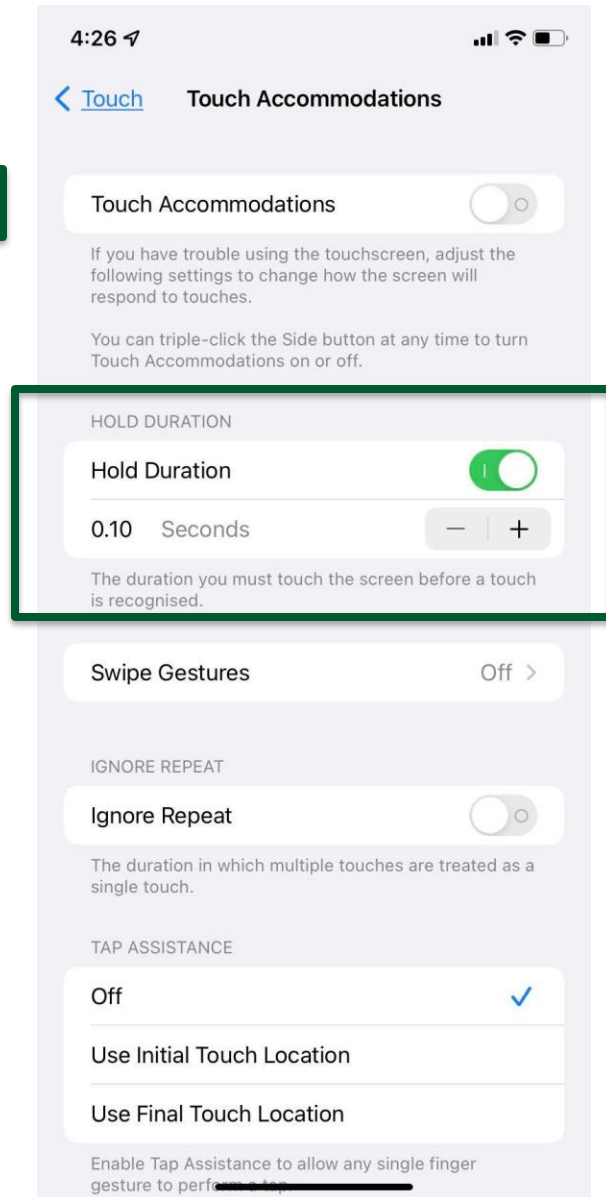 4:26
Touch Touch Accommodations
Touch Accommodations
If you have trouble using the touchscreen, adjust the
following settings to change how the screen will
respond to touches.
You can triple-click the Side button at any time to turn
Touch Accommodations on or off.
HOLD DURATION
Hold Duration
0.10 Seconds − +
The duration you must touch the screen before a touch
is recognised.
Swipe Gestures Off >
IGNORE REPEAT
Ignore Repeat
The duration in which multiple touches are treated as a
single touch.
TAP ASSISTANCE
Off
Use Initial Touch Location
Use Final Touch Location
Enable Tap Assistance to allow any single finger
gesture to perform a tap.